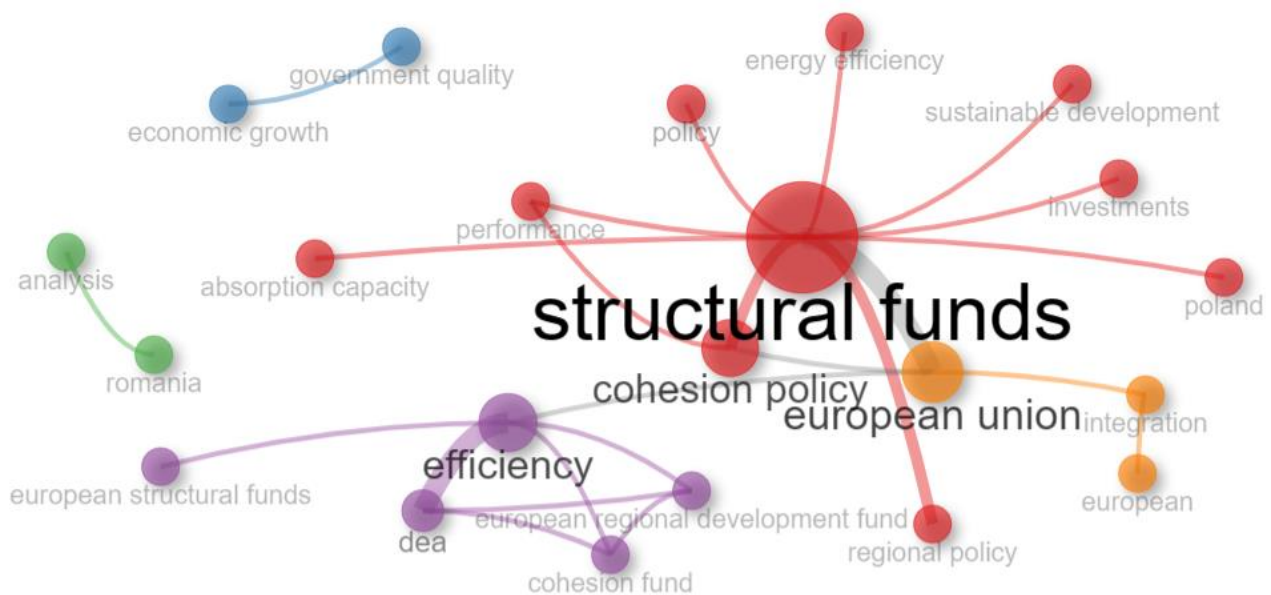 energy efficiency
government quality
sustainable development
economic growth
policy
investments
performance
analysis
absorption capacity
poland
structural funds
romania
cohesion policy
european union
integration
efficiency
european structural funds
european
european regional development fund
dea
regional policy
cohesion fund